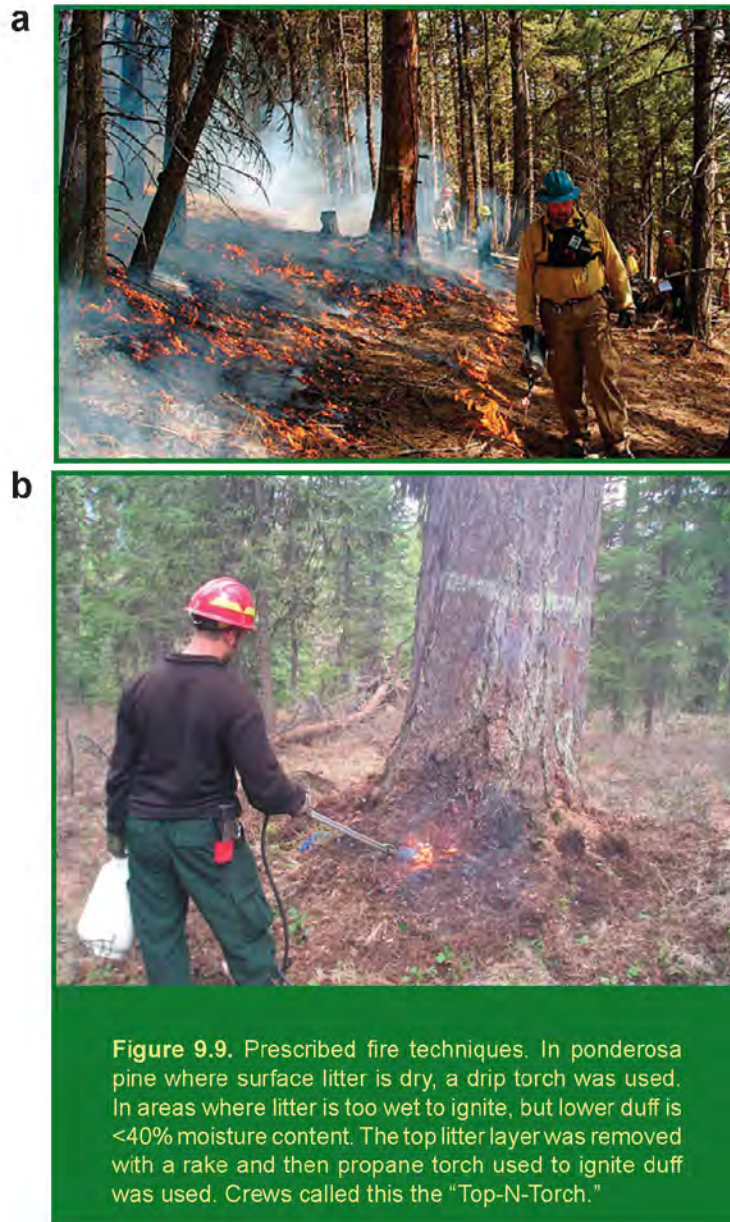 a
b
Figure 9.9. Prescribed fire techniques. In ponderosa
pine where surface litter is dry, a drip torch was used.
In areas where litter is too wet to ignite, but lower duff is
<40% moisture content. The top litter layer was removed
with a rake and then propane torch used to ignite duff
was used. Crews called this the “Top-N-Torch.”